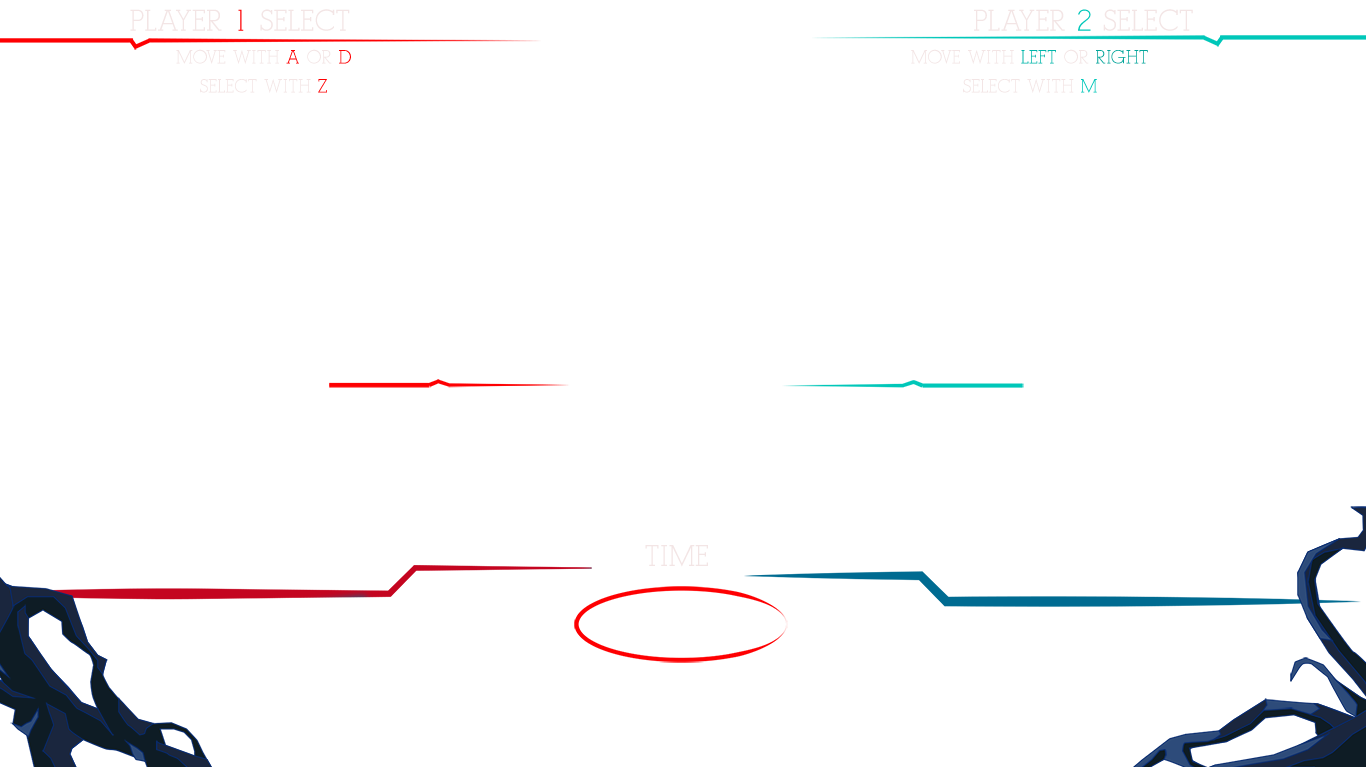 PLAYER 1 SELECT
MOVE WITH A OR D
SELECT WITH Z
PLAYER 2 SELECT
MOVE WITH LEFT OR RIGHT
SELECT WITH M
TIME